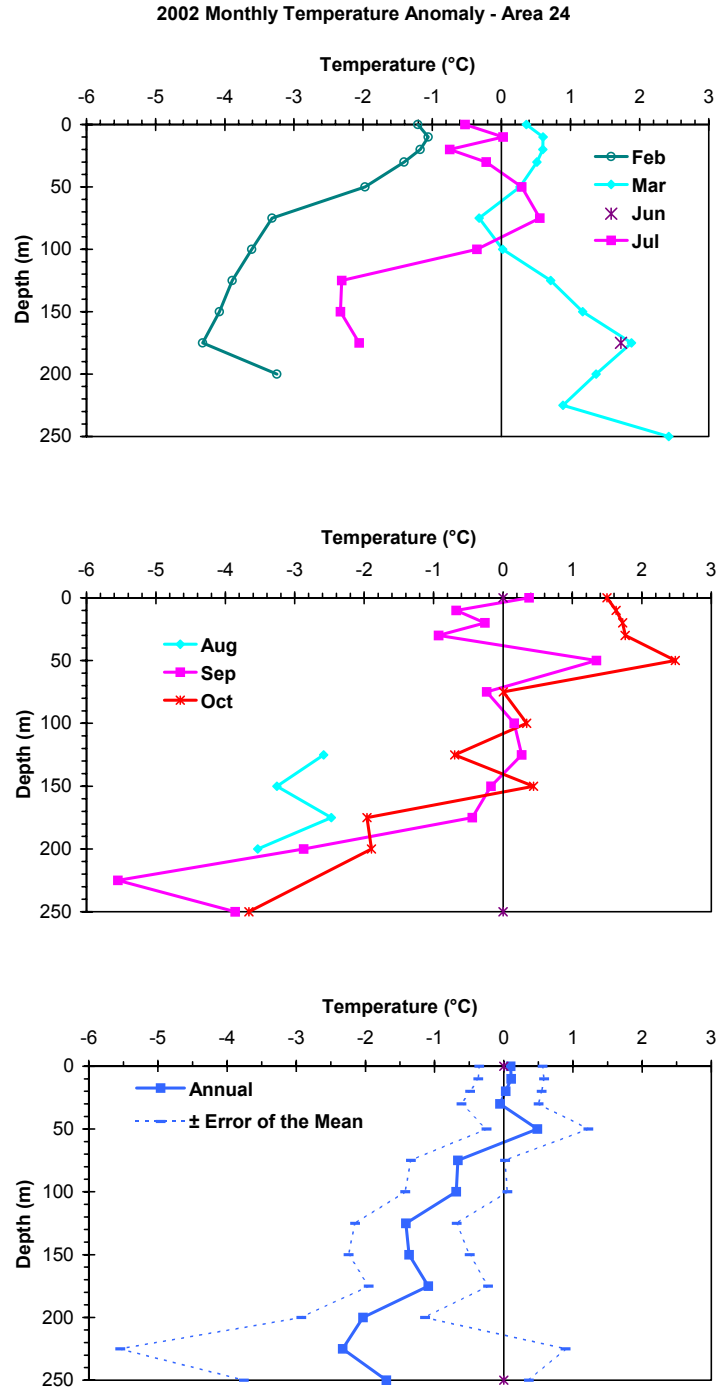 2002 Monthly Temperature Anomaly - Area 24
Temperature (°C)
-6 -5 -4 -3 -2 -1 0 1 2 3
0
50
100
150
200
250
Depth (m)
Feb
Mar
Jun
Jul
Temperature (°C)
-6 -5 -4 -3 -2 -1 0 1 2 3
0
50
100
150
200
250
Depth (m)
Aug
Sep
Oct
Temperature (°C)
-6 -5 -4 -3 -2 -1 0 1 2 3
0
50
100
150
200
250
Depth (m)
Annual
± Error of the Mean